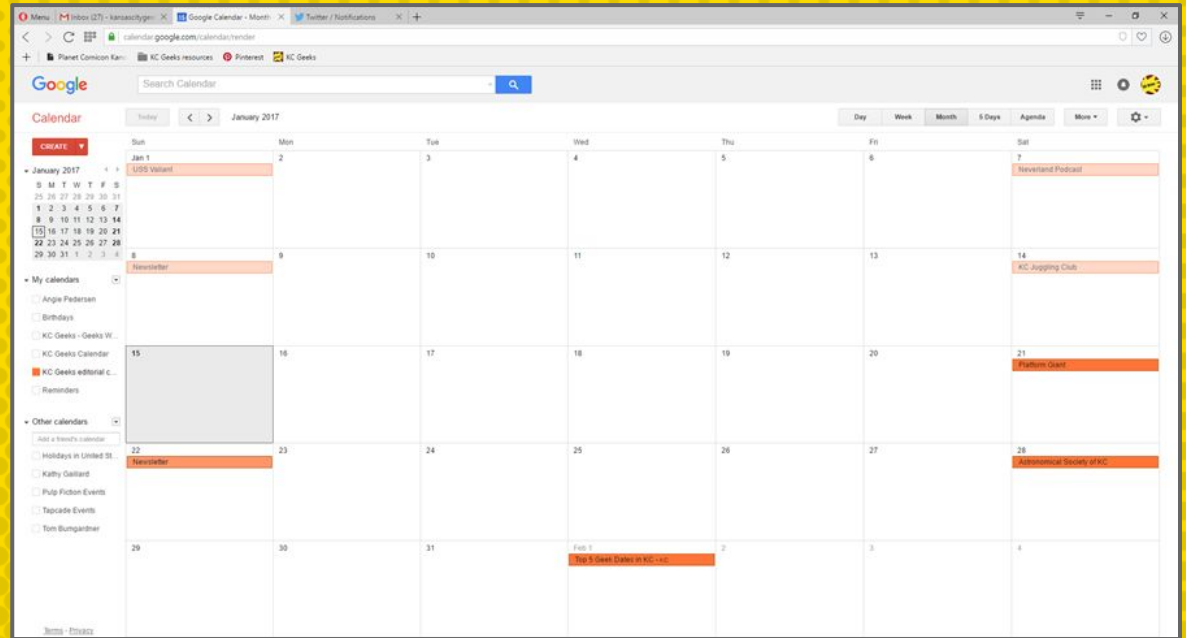 Menu
Inbox (27) - kansascitygee
Google Calendar - Month
Twitter / Notifications
calendar.google.com/calendar/render
Planet Comicon Kans
KC Geeks resources
Pinterest
KC Geeks
Google
Search Calendar
Calendar
Today
January 2017
Day Week Month 5 Days Agenda More
CREATE
January 2017
S M T W T F S
25 26 27 28 29 30 31
1 2 3 4 5 6 7
8 9 10 11 12 13 14
15 16 17 18 19 20 21
22 23 24 25 26 27 28
29 30 31 1 2 3 4
My calendars
Angie Pedersen
Birthdays
KC Geeks - Geeks W...
KC Geeks Calendar
KC Geeks editorial c...
Reminders
Other calendars
Add a friend's calendar
Holidays in United St...
Kathy Gaillard
Pulp Fiction Events
Tapcade Events
Tom Bumgardner
Terms - Privacy
Sun Mon Tue Wed Thu Fri Sat
Jan 1 2 3 4 5 6 7
USS Valiant
Neverland Podcast
8 9 10 11 12 13 14
Newsletter
KC Juggling Club
15 16 17 18 19 20 21
Platform Giant
22 23 24 25 26 27 28
Newsletter
Astronomical Society of KC
29 30 31 Feb 1 2 3 4
Top 5 Geek Dates in KC - KC